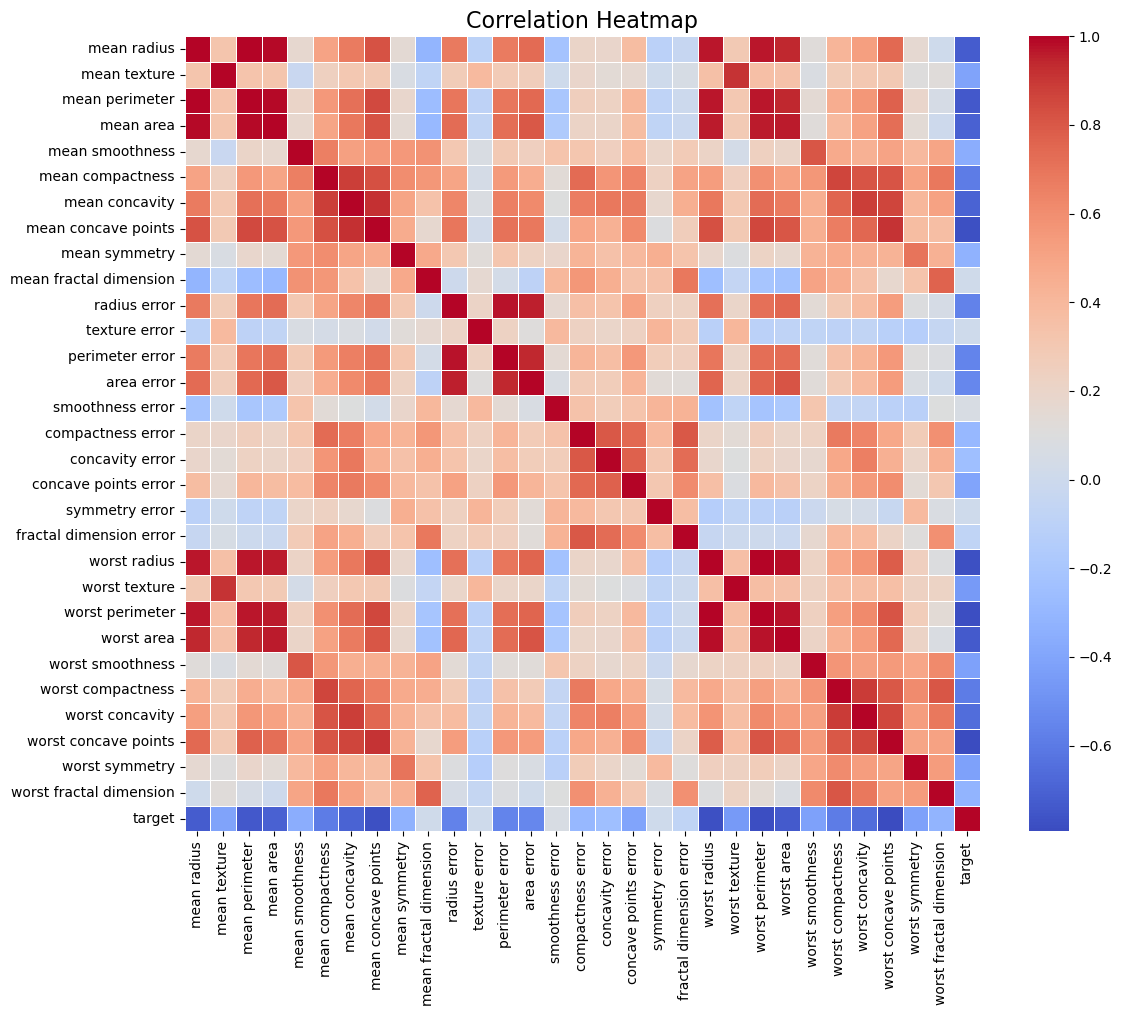 Correlation Heatmap
mean radius
mean texture
mean perimeter
mean area
mean smoothness
mean compactness
mean concavity
mean concave points
mean symmetry
mean fractal dimension
radius error
texture error
perimeter error
area error
smoothness error
compactness error
concavity error
concave points error
symmetry error
fractal dimension error
worst radius
worst texture
worst perimeter
worst area
worst smoothness
worst compactness
worst concavity
worst concave points
worst symmetry
worst fractal dimension
target
mean radius
mean texture
mean perimeter
mean area
mean smoothness
mean compactness
mean concavity
mean concave points
mean symmetry
mean fractal dimension
radius error
texture error
perimeter error
area error
smoothness error
compactness error
concavity error
concave points error
symmetry error
fractal dimension error
worst radius
worst texture
worst perimeter
worst area
worst smoothness
worst compactness
worst concavity
worst concave points
worst symmetry
worst fractal dimension
target
1.0
0.8
0.6
0.4
0.2
0.0
−0.2
−0.4
−0.6